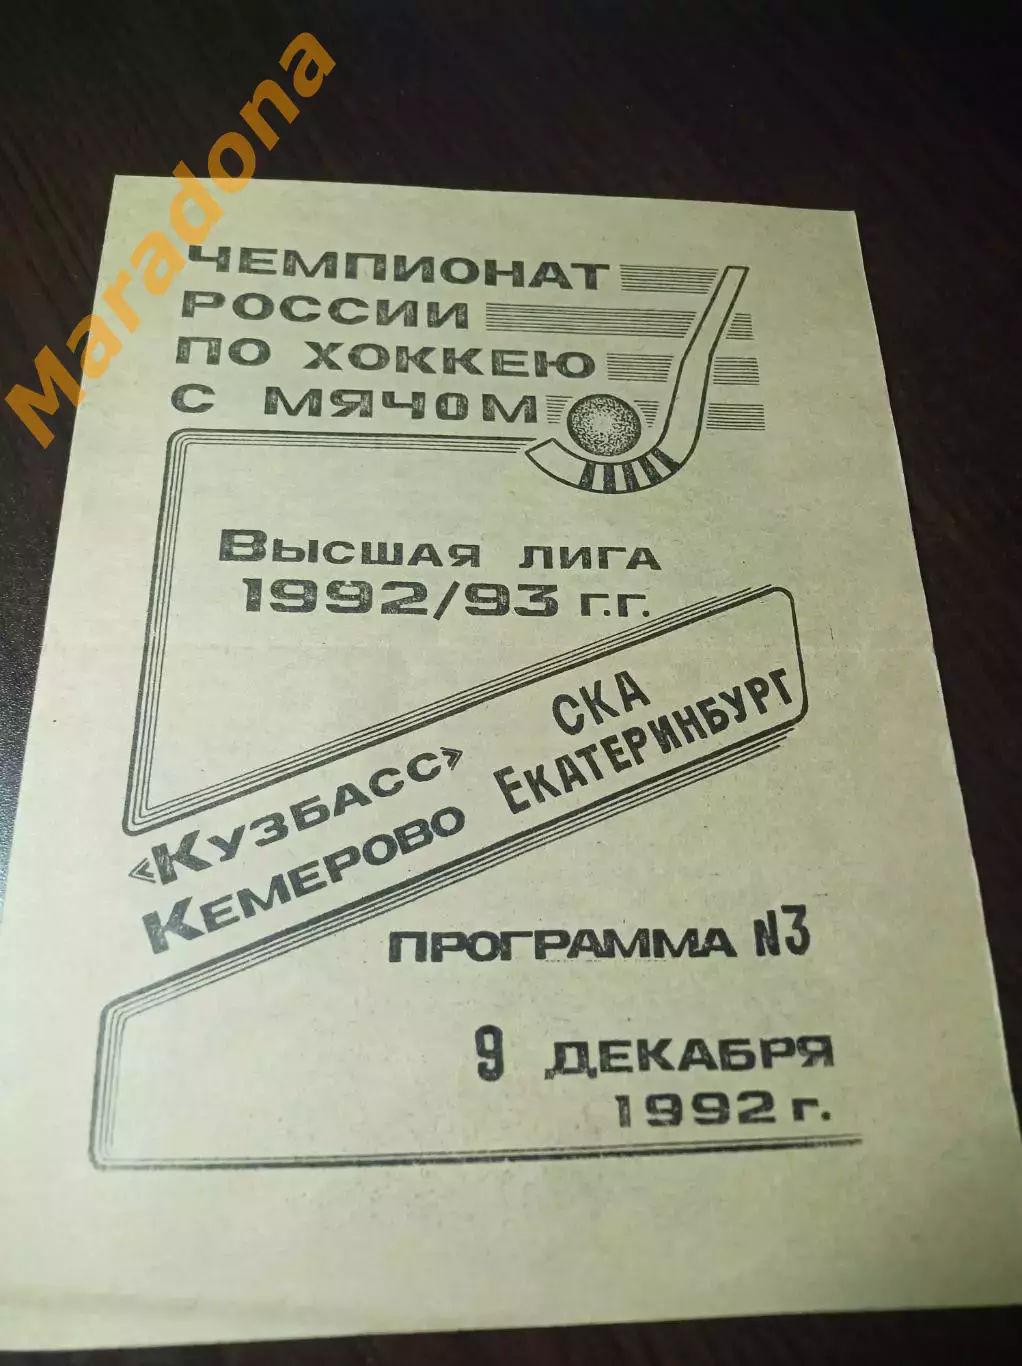 Maradona
ЧЕМПИОНАТ
РОССИИ
ПО ХОККЕЮ
С МЯЧОМ
ВЫСШАЯ ЛИГА
1992/93 Г.Г.
«КУЗБАСС»
КЕМЕРОВО
СКА
ЕКАТЕРИНБУРГ
ПРОГРАММА N3
9 ДЕКАБРЯ
1992 г.